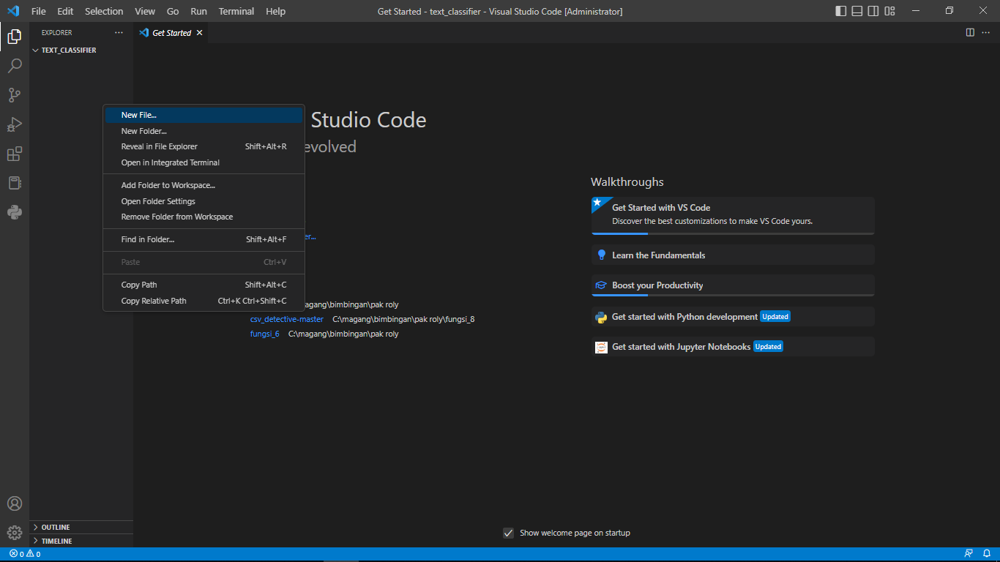 File Edit Selection View Go Run Terminal Help
Get Started - text_classifier - Visual Studio Code [Administrator]
EXPLORER
Get Started
TEXT_CLASSIFIER
New File...
New Folder...
Reveal in File Explorer Shift+Alt+R
Open in Integrated Terminal
Add Folder to Workspace...
Open Folder Settings
Remove Folder from Workspace
Find in Folder... Shift+Alt+F
Paste Ctrl+V
Copy Path Shift+Alt+C
Copy Relative Path Ctrl+K Ctrl+Shift+C
Studio Code
evolved
er...
agang\bimbingan\pak roly
csv_detective-master C:\magang\bimbingan\pak roly\fungsi_8
fungsi_6 C:\magang\bimbingan\pak roly
Walkthroughs
Get Started with VS Code
Discover the best customizations to make VS Code yours.
Learn the Fundamentals
Boost your Productivity
Get started with Python development Updated
Get started with Jupyter Notebooks Updated
Show welcome page on startup
OUTLINE
TIMELINE
0 0